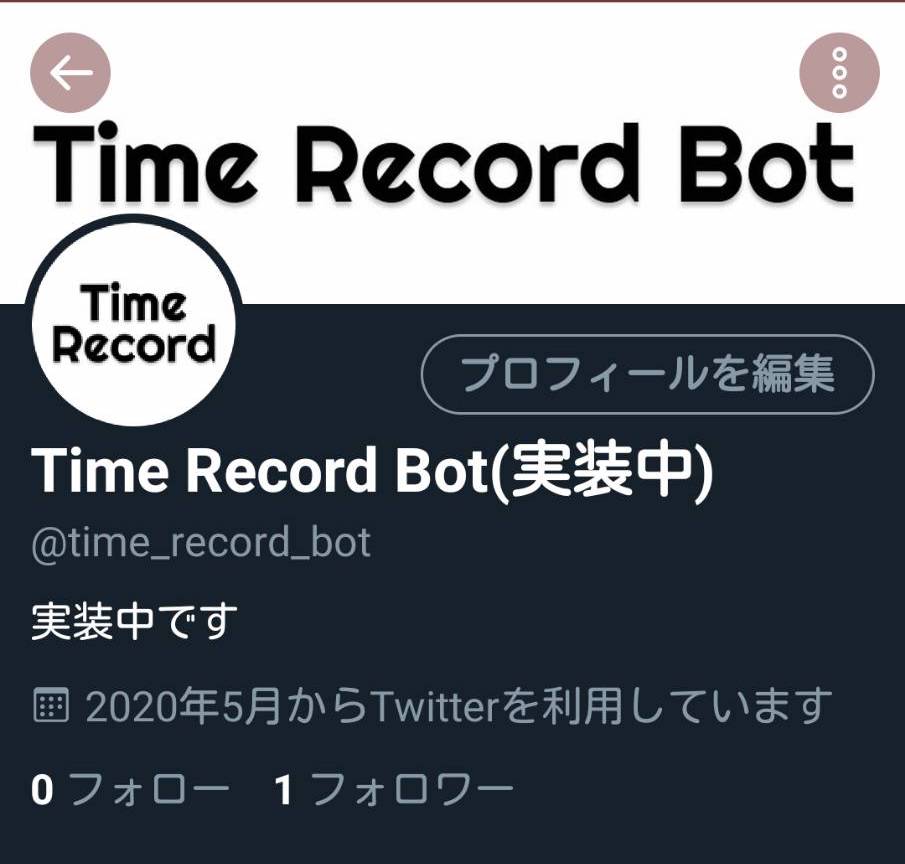 Time Record Bot
Time
Record
プロフィールを編集
Time Record Bot(実装中)
@time_record_bot
実装中です
2020年5月からTwitterを利用しています
0 フォロー 1 フォロワー